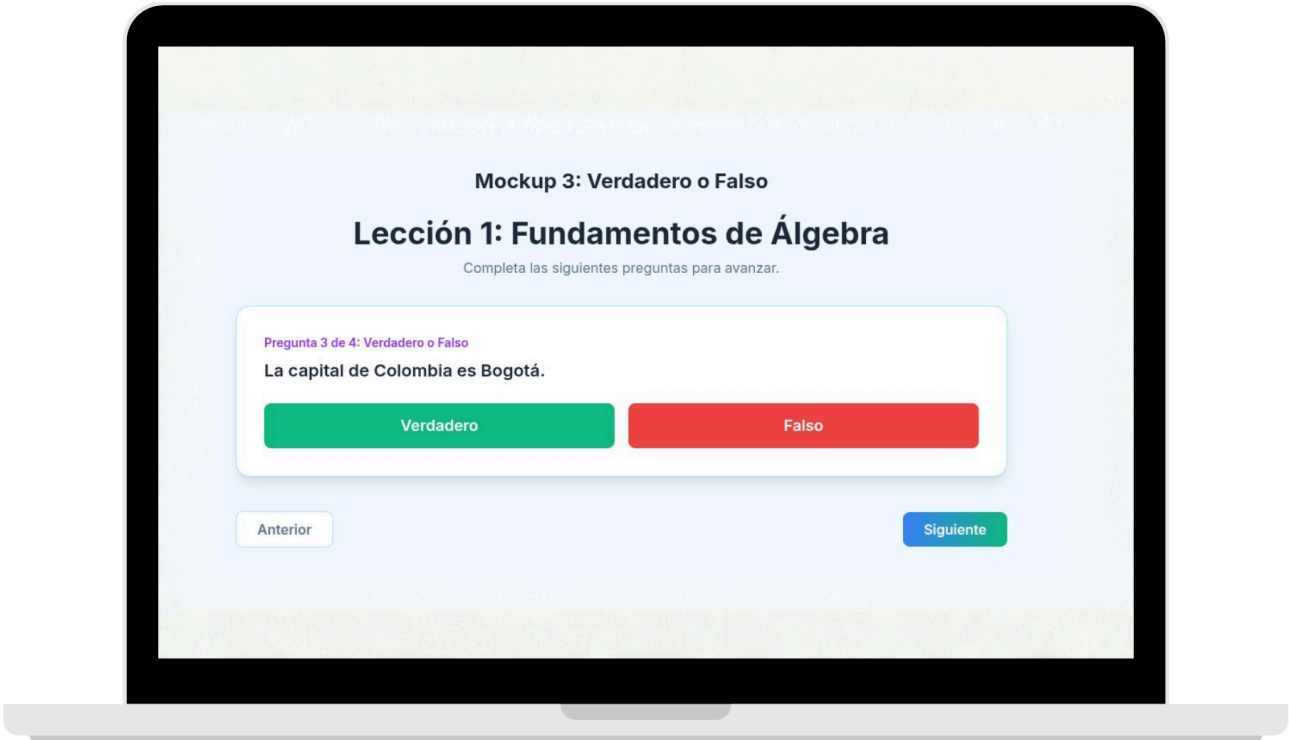 Mockup 3: Verdadero o Falso
Lección 1: Fundamentos de Álgebra
Completa las siguientes preguntas para avanzar.
Pregunta 3 de 4: Verdadero o Falso
La capital de Colombia es Bogotá.
Verdadero
Falso
Anterior
Siguiente